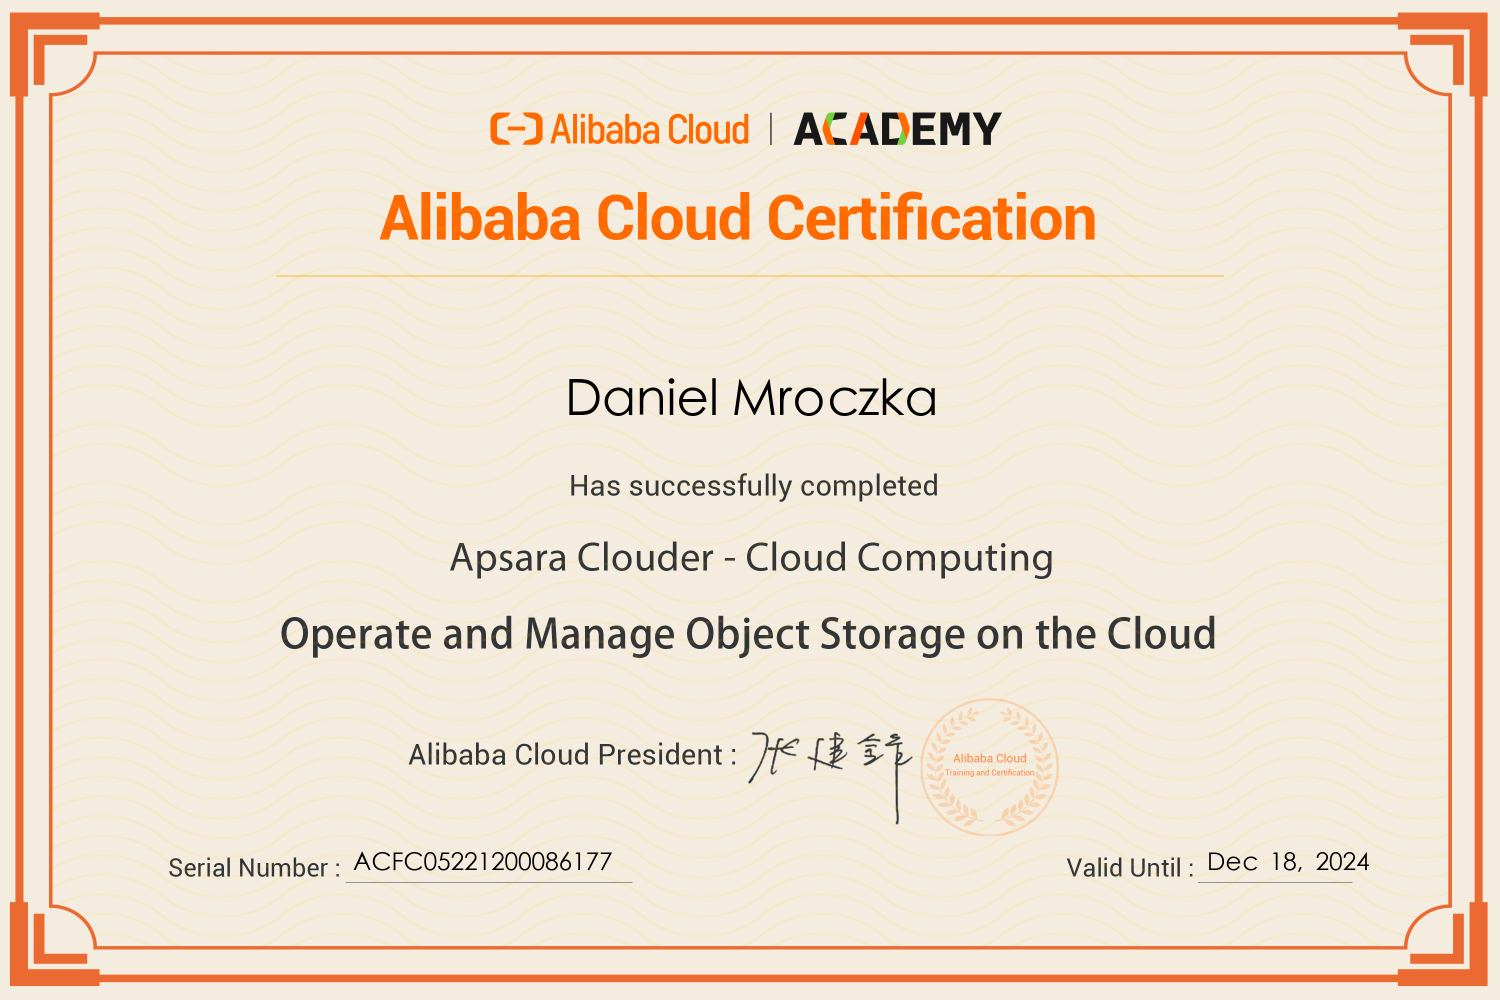 Alibaba Cloud | ACADEMY
Alibaba Cloud Certification
Daniel Mroczka
Has successfully completed
Apsara Clouder - Cloud Computing
Operate and Manage Object Storage on the Cloud
Alibaba Cloud President : 张建锋
Alibaba Cloud
Training and Certification
Serial Number : ACFC05221200086177
Valid Until : Dec 18, 2024